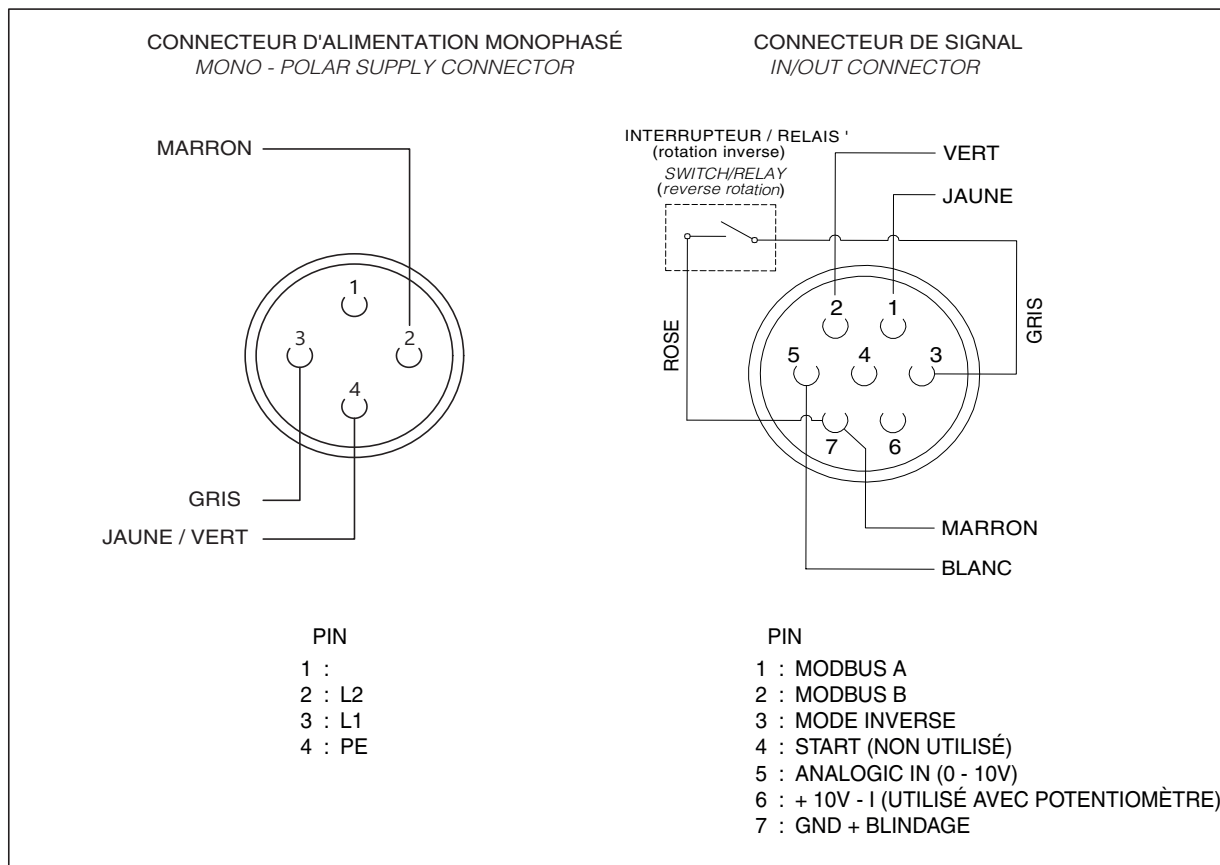 CONNECTEUR D'ALIMENTATION MONOPHASÉ
MONO - POLAR SUPPLY CONNECTOR
MARRON
1
3
2
4
GRIS
JAUNE / VERT
PIN
1 :
2 : L2
3 : L1
4 : PE
CONNECTEUR DE SIGNAL
IN/OUT CONNECTOR
INTERRUPTEUR / RELAIS '
(rotation inverse)
SWITCH/RELAY
(reverse rotation)
VERT
JAUNE
ROSE
GRIS
2
1
5
4
3
7
6
MARRON
BLANC
PIN
1 : MODBUS A
2 : MODBUS B
3 : MODE INVERSE
4 : START (NON UTILISÉ)
5 : ANALOGIC IN (0 - 10V)
6 : + 10V - I (UTILISÉ AVEC POTENTIOMÈTRE)
7 : GND + BLINDAGE